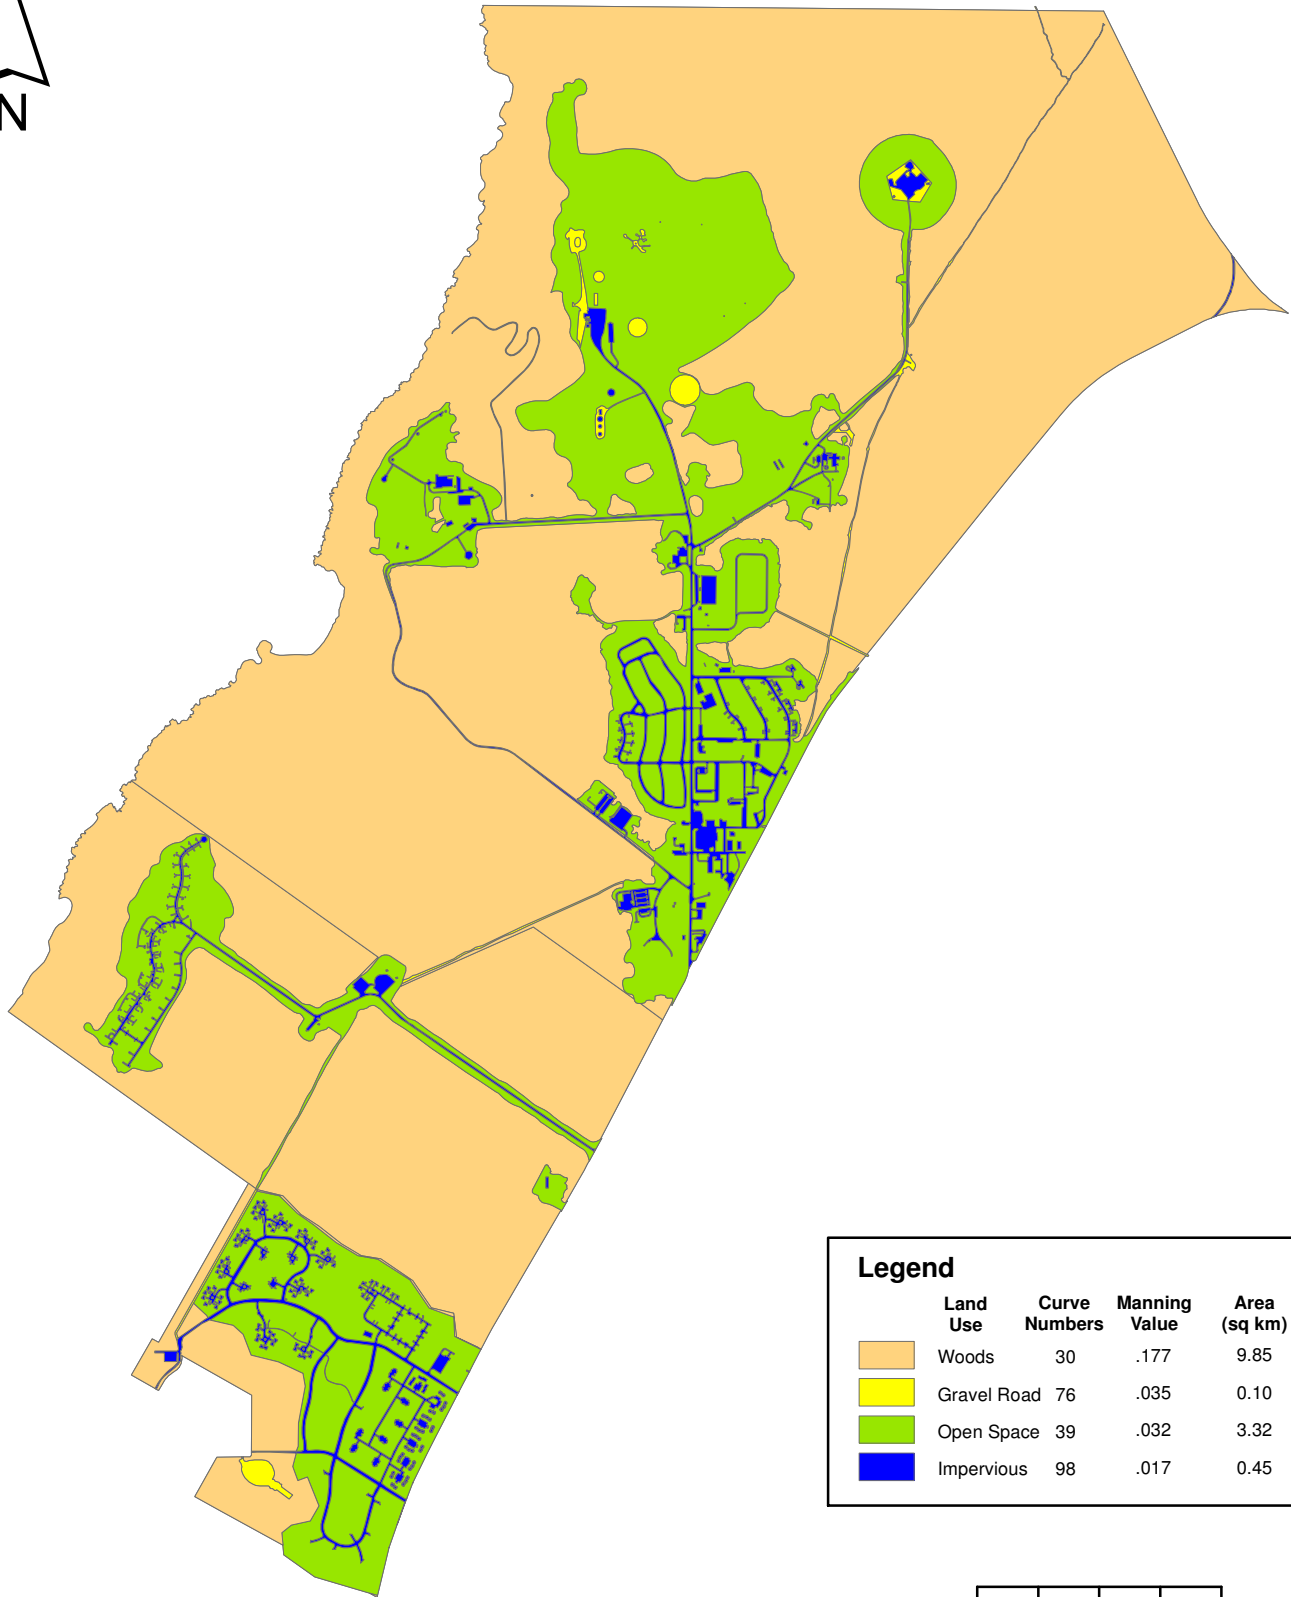 N
Legend
Land Use Curve Numbers Manning Value Area (sq km)
Woods 30 .177 9.85
Gravel Road 76 .035 0.10
Open Space 39 .032 3.32
Impervious 98 .017 0.45